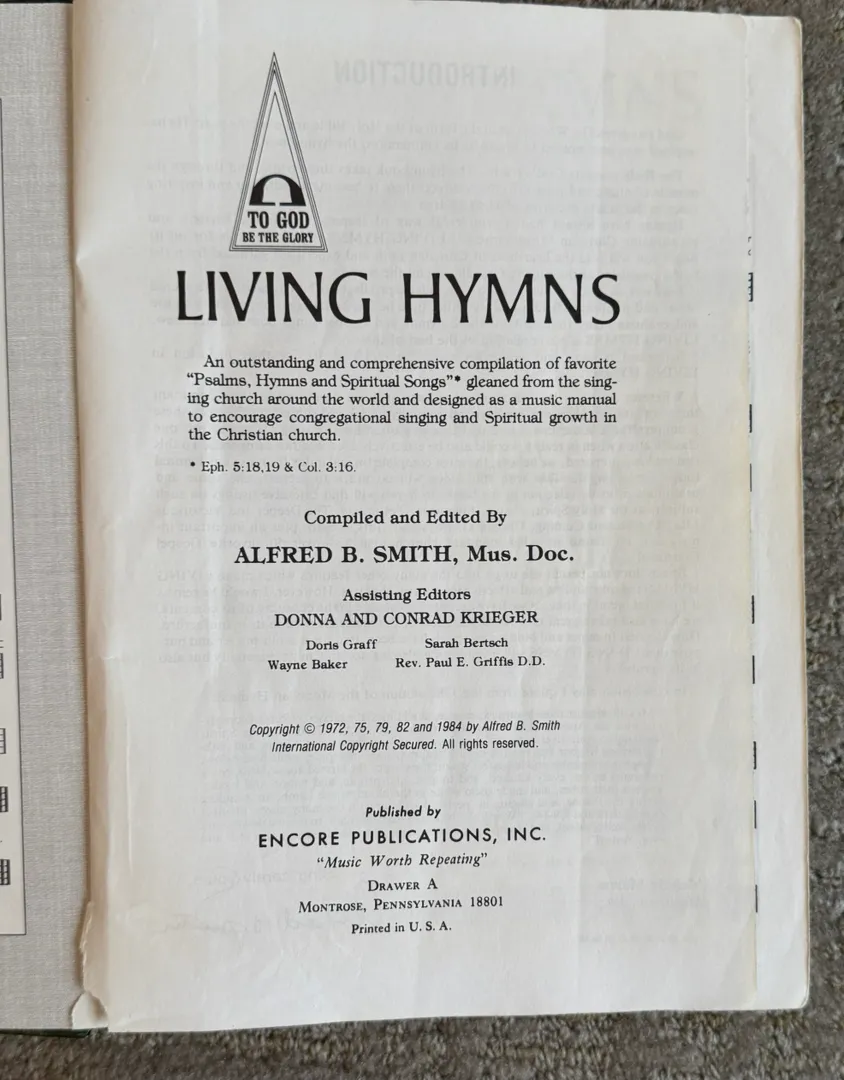 TO GOD
BE THE GLORY
LIVING HYMNS
An outstanding and comprehensive compilation of favorite
"Psalms, Hymns and Spiritual Songs"* gleaned from the sing-
ing church around the world and designed as a music manual
to encourage congregational singing and Spiritual growth in
the Christian church.
* Eph. 5:18,19 & Col. 3:16.
Compiled and Edited By
ALFRED B. SMITH, Mus. Doc.
Assisting Editors
DONNA AND CONRAD KRIEGER
Doris Graff Sarah Bertsch
Wayne Baker Rev. Paul E. Griffis D.D.
Copyright © 1972, 75, 79, 82 and 1984 by Alfred B. Smith
International Copyright Secured. All rights reserved.
Published by
ENCORE PUBLICATIONS, INC.
"Music Worth Repeating"
DRAWER A
MONTROSE, PENNSYLVANIA 18801
Printed in U. S. A.